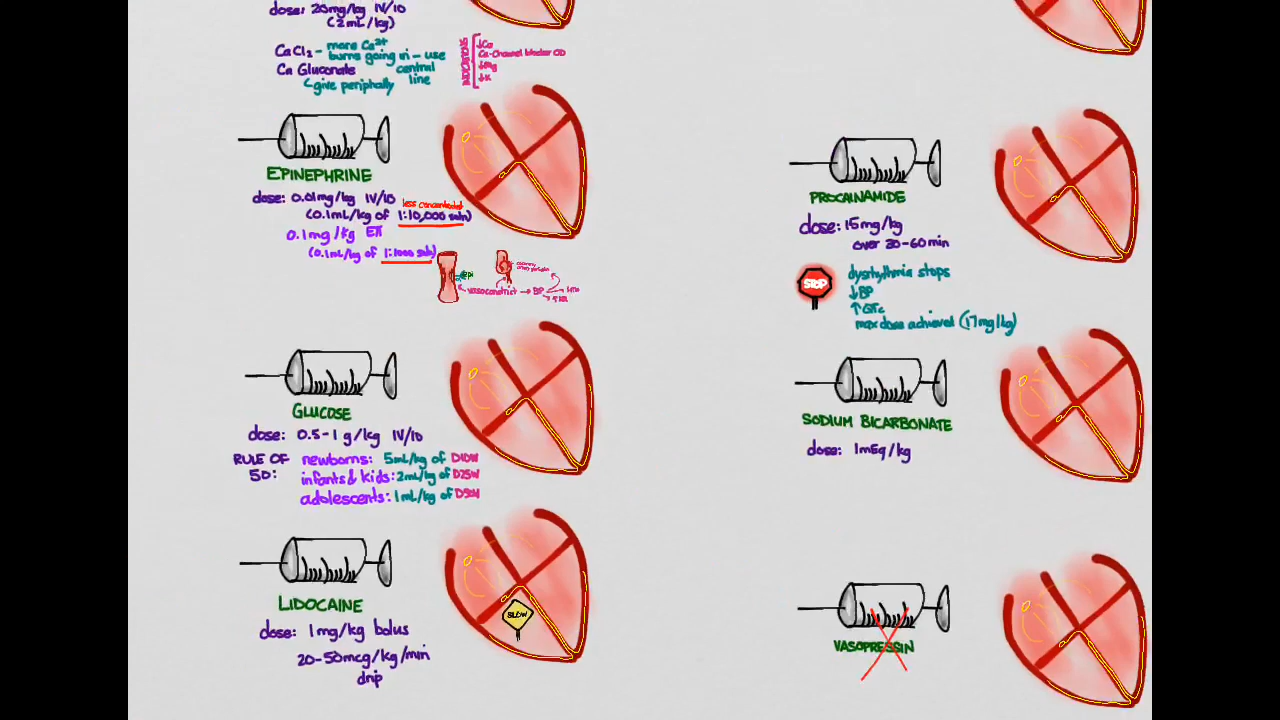 dose: 20mg/kg IV/IO
(2mL/kg)
CaCl₂ - more Ca²⁺
burns going in - use
central
line
Ca Gluconate
give periphally
INDICATIONS
↓Ca
Ca-Channel blocker OD
↑Mg
↓K
EPINEPHRINE
dose: 0.01mg/kg IV/IO
less concentrated
(0.1mL/kg of 1:10,000 soln)
0.1mg/kg ETT
(0.1mL/kg of 1:1000 soln)
epi
vasoconstrict → BP
GLUCOSE
dose: 0.5-1 g/kg IV/IO
RULE OF
50:
newborns: 5mL/kg of D10W
infants & kids: 2mL/kg of D25W
adolescents: 1mL/kg of D50W
LIDOCAINE
dose: 1mg/kg bolus
20-50mcg/kg/min
drip
SLOW
PROCAINAMIDE
dose: 15mg/kg
over 30-60min
STOP
dysrhythmia stops
↓BP
↑QTc
max dose achieved (17mg/kg)
SODIUM BICARBONATE
dose: 1mEq/kg
VASOPRESSIN